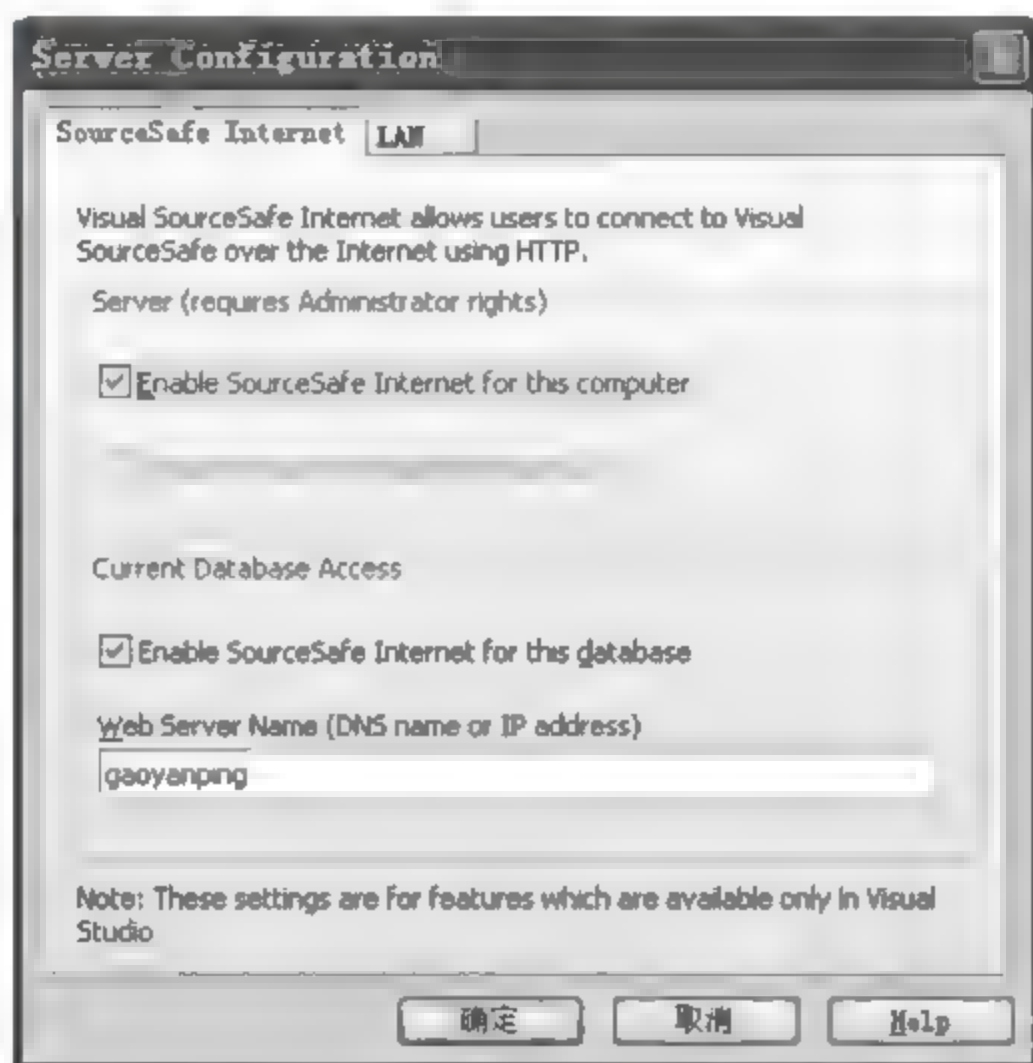 Server Configuration
SourceSafe Internet LAN
Visual SourceSafe Internet allows users to connect to Visual
SourceSafe over the Internet using HTTP.
Server (requires Administrator rights)
Enable SourceSafe Internet for this computer
Current Database Access
Enable SourceSafe Internet for this database
Web Server Name (DNS name or IP address)
gaoyanping
Note: These settings are for features which are available only in Visual
Studio
确定 取消 Help